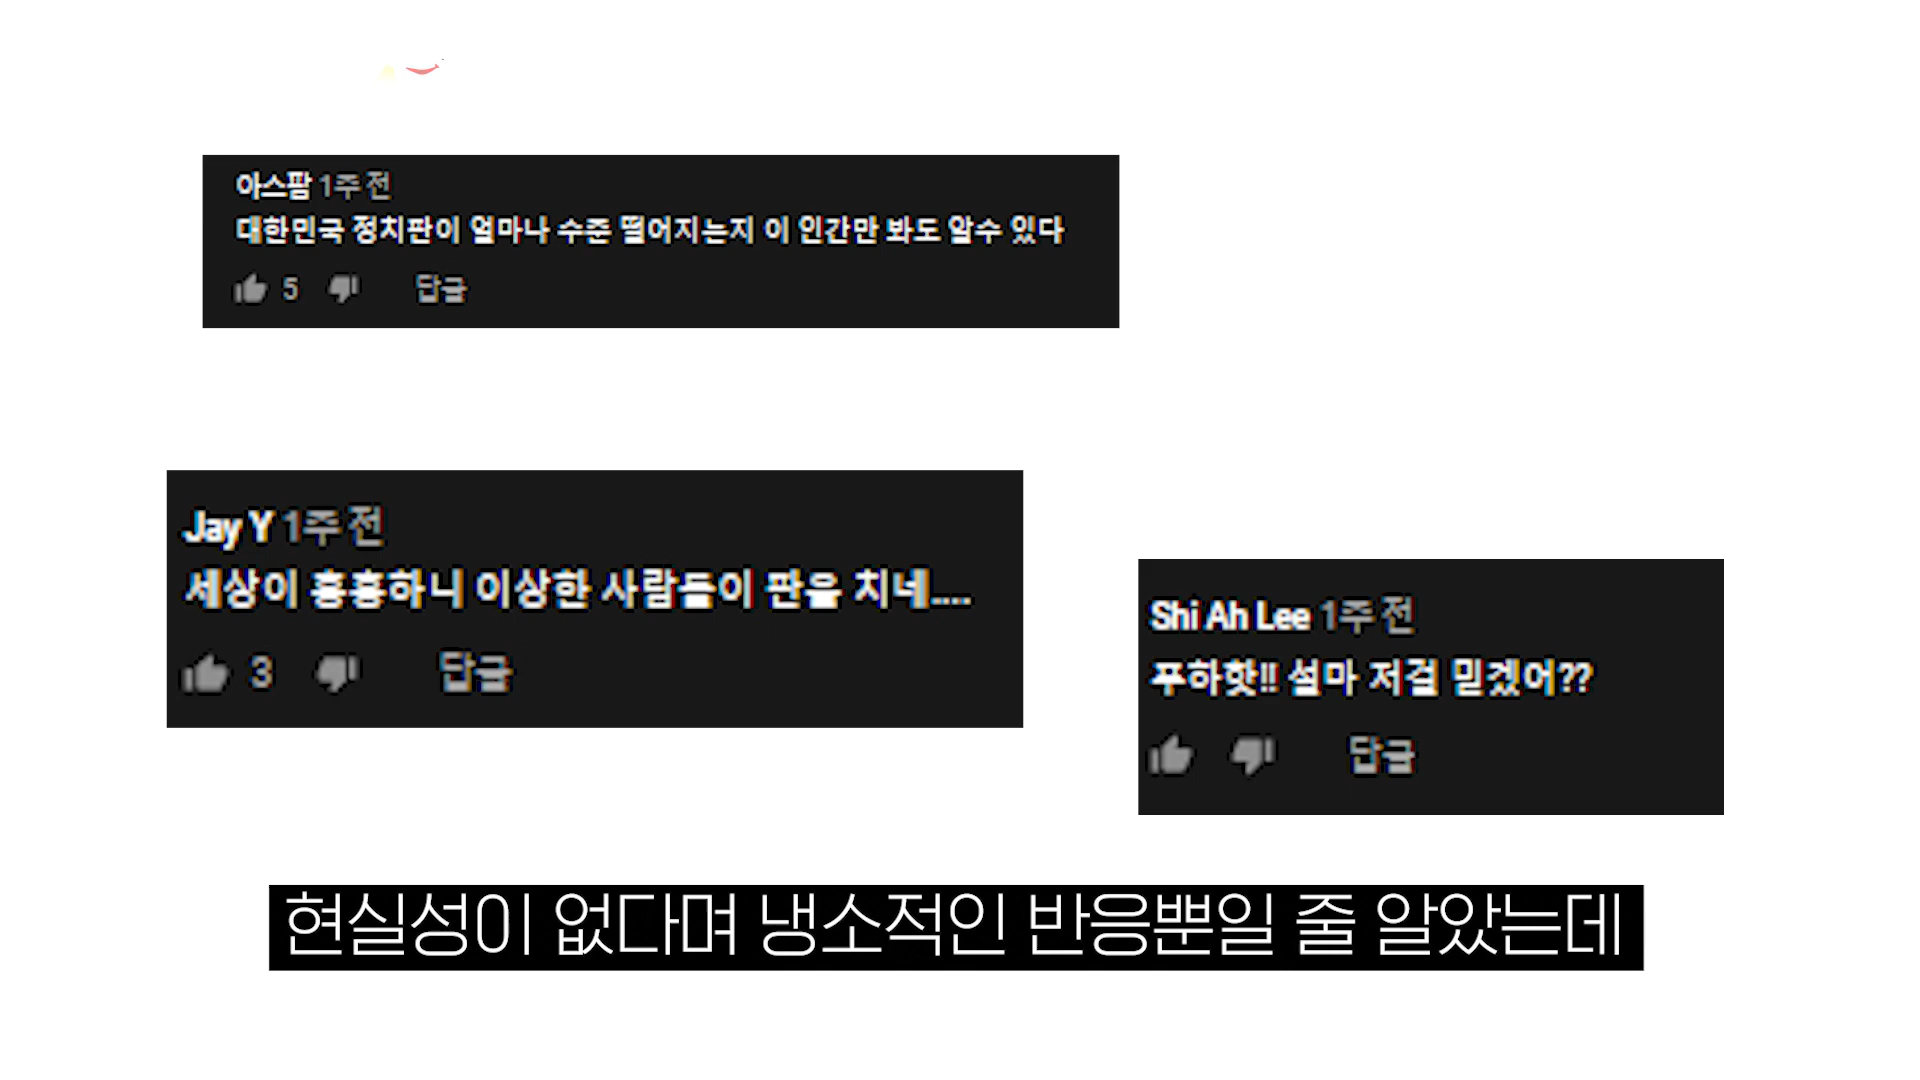 아스팜 1주 전
대한민국 정치판이 얼마나 수준 떨어지는지 이 인간만 봐도 알수 있다
5 답글
Jay Y 1주 전
세상이 흉흉하니 이상한 사람들이 판을 치네....
3 답글
Shi Ah Lee 1주 전
푸하핫!! 설마 저걸 믿겠어??
답글
현실성이 없다며 냉소적인 반응뿐일 줄 알았는데